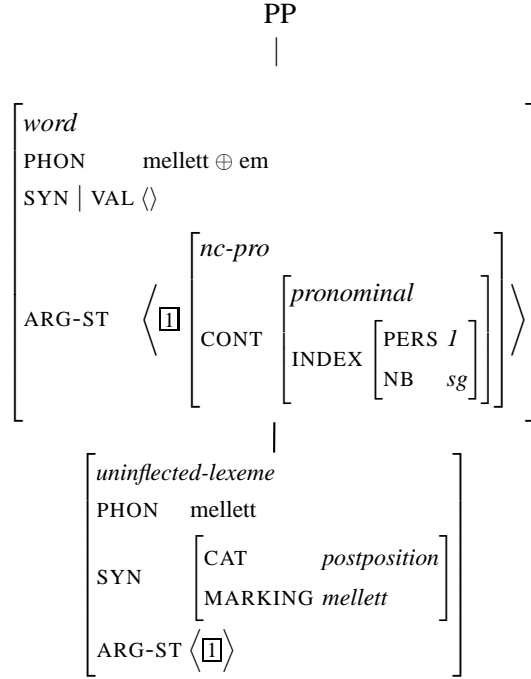 PP
word
PHON mellett ⊕ em
SYN | VAL ⟨⟩
nc-pro
pronominal
ARG-ST ⟨ 1 CONT INDEX PERS 1
NB sg ⟩
uninflected-lexeme
PHON mellett
SYN CAT postposition
MARKING mellett
ARG-ST ⟨ 1 ⟩